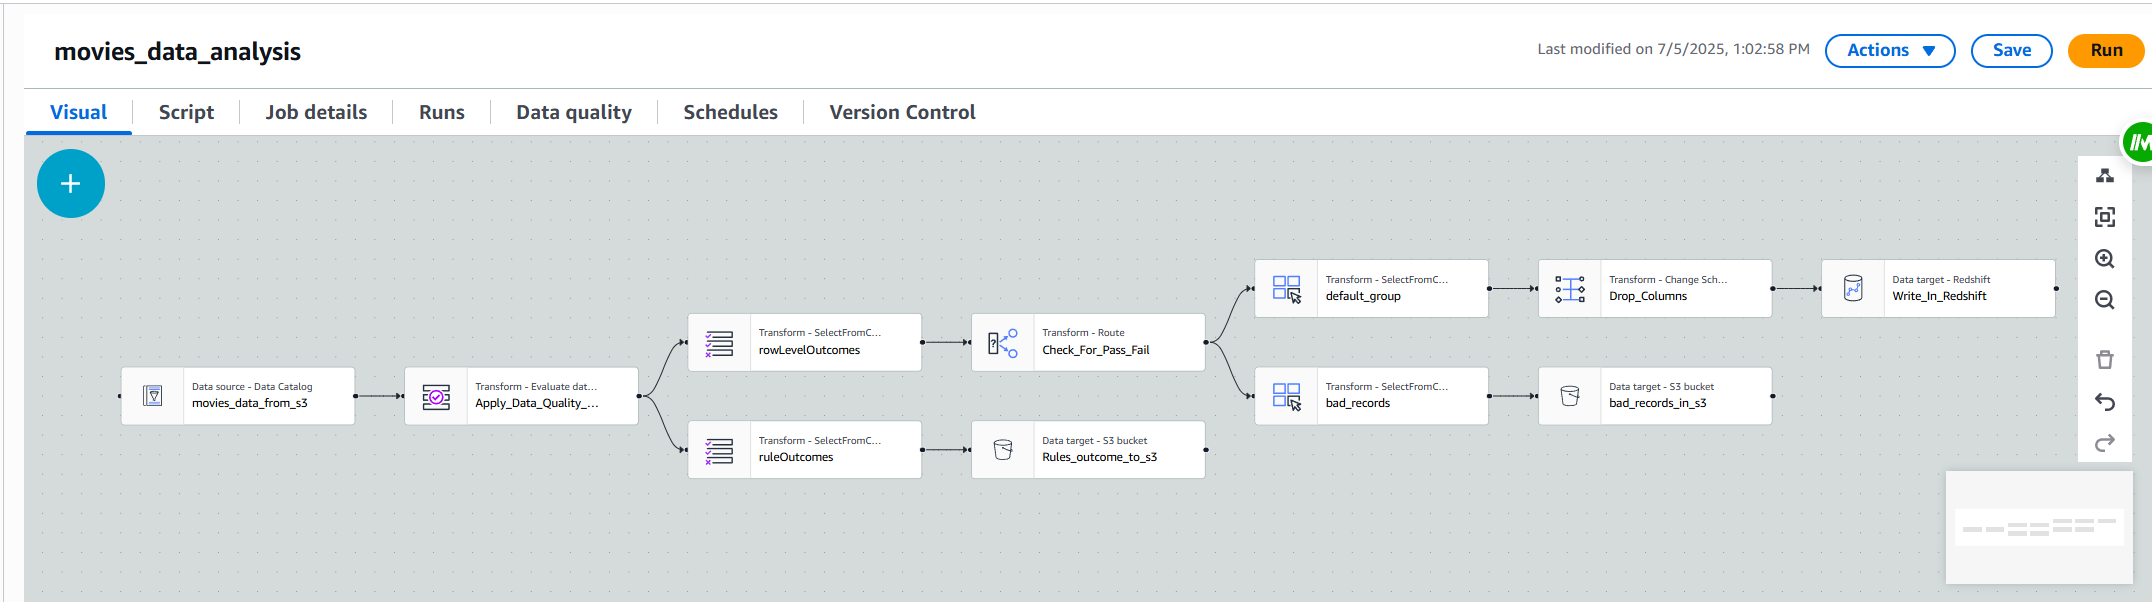 movies_data_analysis
Last modified on 7/5/2025, 1:02:58 PM
Actions
Save
Run
Visual
Script
Job details
Runs
Data quality
Schedules
Version Control
+
Data source - Data Catalog
movies_data_from_s3
Transform - Evaluate dat...
Apply_Data_Quality_...
Transform - SelectFromC...
rowLevelOutcomes
Transform - SelectFromC...
ruleOutcomes
Transform - Route
Check_For_Pass_Fail
Data target - S3 bucket
Rules_outcome_to_s3
Transform - SelectFromC...
default_group
Transform - SelectFromC...
bad_records
Transform - Change Sch...
Drop_Columns
Data target - S3 bucket
bad_records_in_s3
Data target - Redshift
Write_In_Redshift